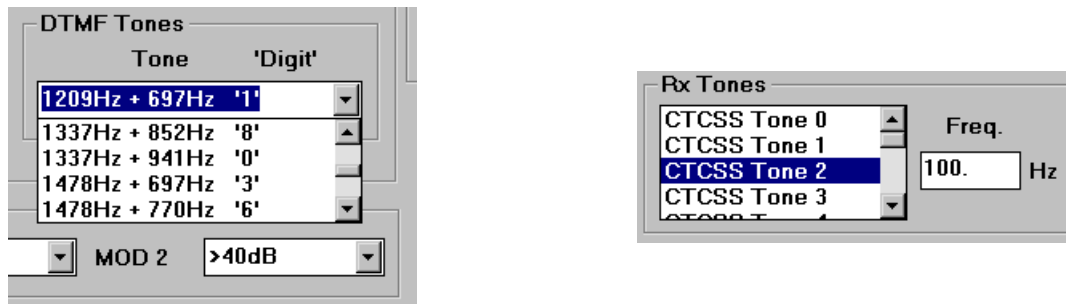 DTMF Tones
Tone 'Digit'
1209Hz + 697Hz '1'
1337Hz + 852Hz '8'
1337Hz + 941Hz '0'
1478Hz + 697Hz '3'
1478Hz + 770Hz '6'
MOD 2 >40dB
Rx Tones
CTCSS Tone 0
CTCSS Tone 1
CTCSS Tone 2
CTCSS Tone 3
Freq.
100. Hz